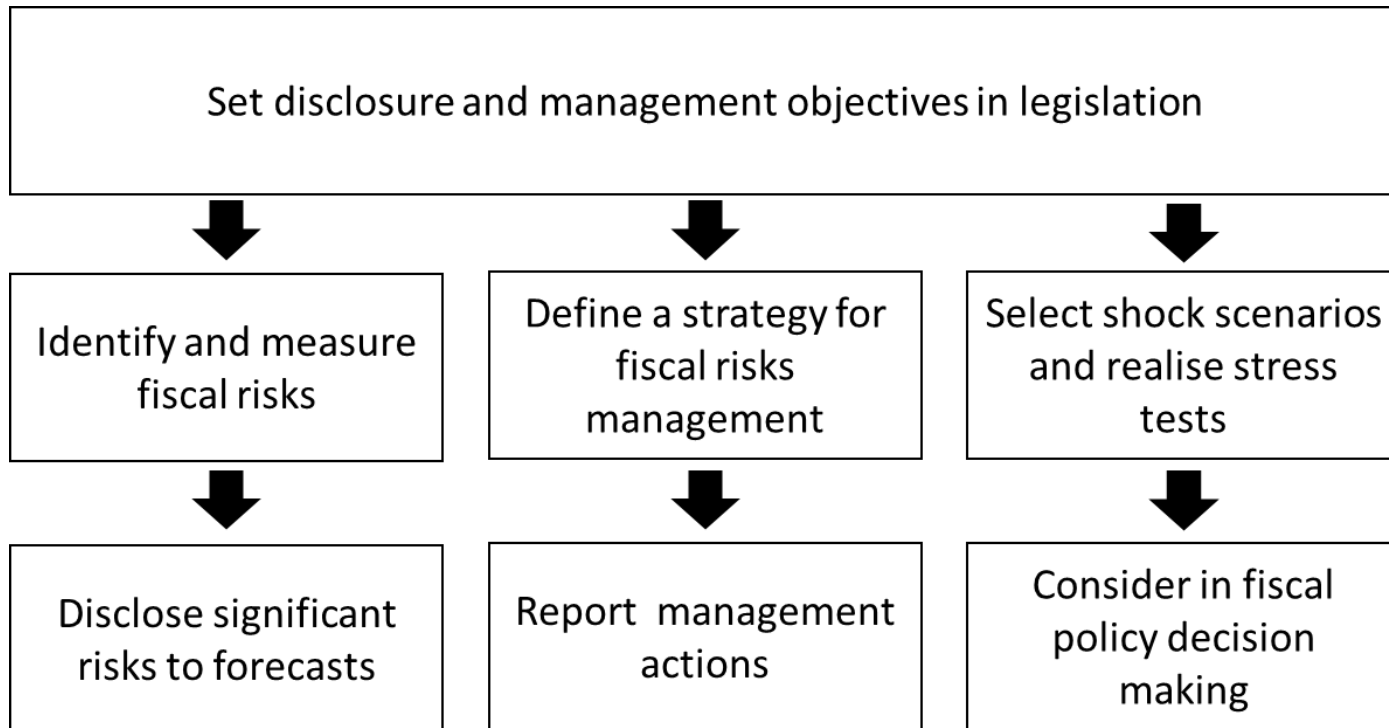 Set disclosure and management objectives in legislation
Identify and measure
fiscal risks
Define a strategy for
fiscal risks
management
Select shock scenarios
and realise stress
tests
Disclose significant
risks to forecasts
Report management
actions
Consider in fiscal
policy decision
making